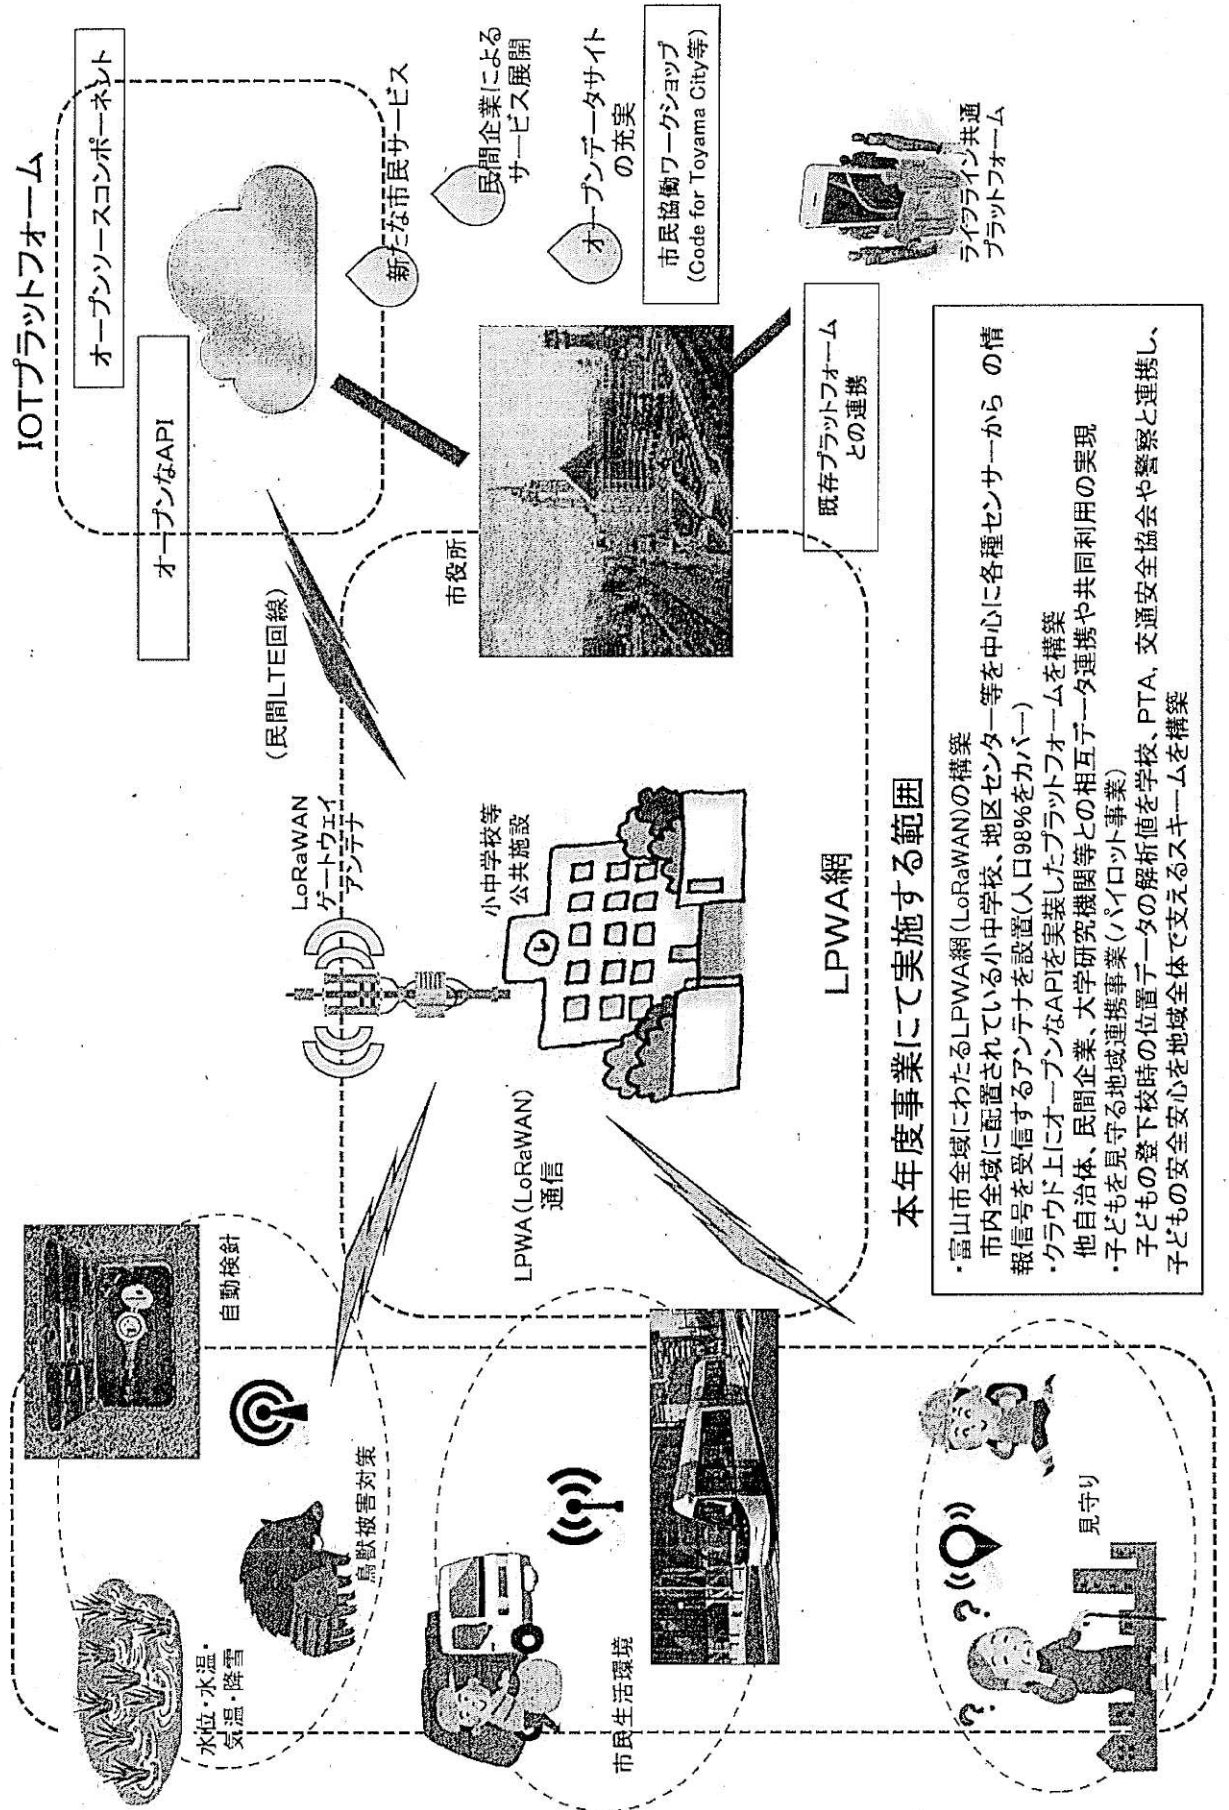 IOTプラットフォーム
オープンソースコンポーネント
オープンなAPI
新たな市民サービス
民間企業による
サービス展開
オープンデータサイト
の充実
市民協働ワークショップ
(Code for Toyama City等)
ライフライン共通
プラットフォーム
既存プラットフォーム
との連携
市役所
(民間LTE回線)
LoRaWAN
ゲートウェイ
アンテナ
小中学校等
公共施設
LPWA(LoRaWAN)
通信
LPWA網
自動検針
水位・水温・
気温・降雪
鳥獣被害対策
市民生活環境
見守り
?
?
本年度事業にて実施する範囲
・富山市全域にわたるLPWA網(LoRaWAN)の構築
市内全域に配置されている小中学校、地区センター等を中心に各種センサーから の情
報信号を受信するアンテナを設置(人口98%をカバー)
・クラウド上にオープンなAPIを実装したプラットフォームを構築
他自治体、民間企業、大学研究機関等との相互データ連携や共同利用の実現
・子どもを見守る地域連携事業(パイロット事業)
子どもの登下校時の位置データの解析値を学校、PTA, 交通安全協会や警察と連携し、
子どもの安全安心を地域全体で支えるスキームを構築